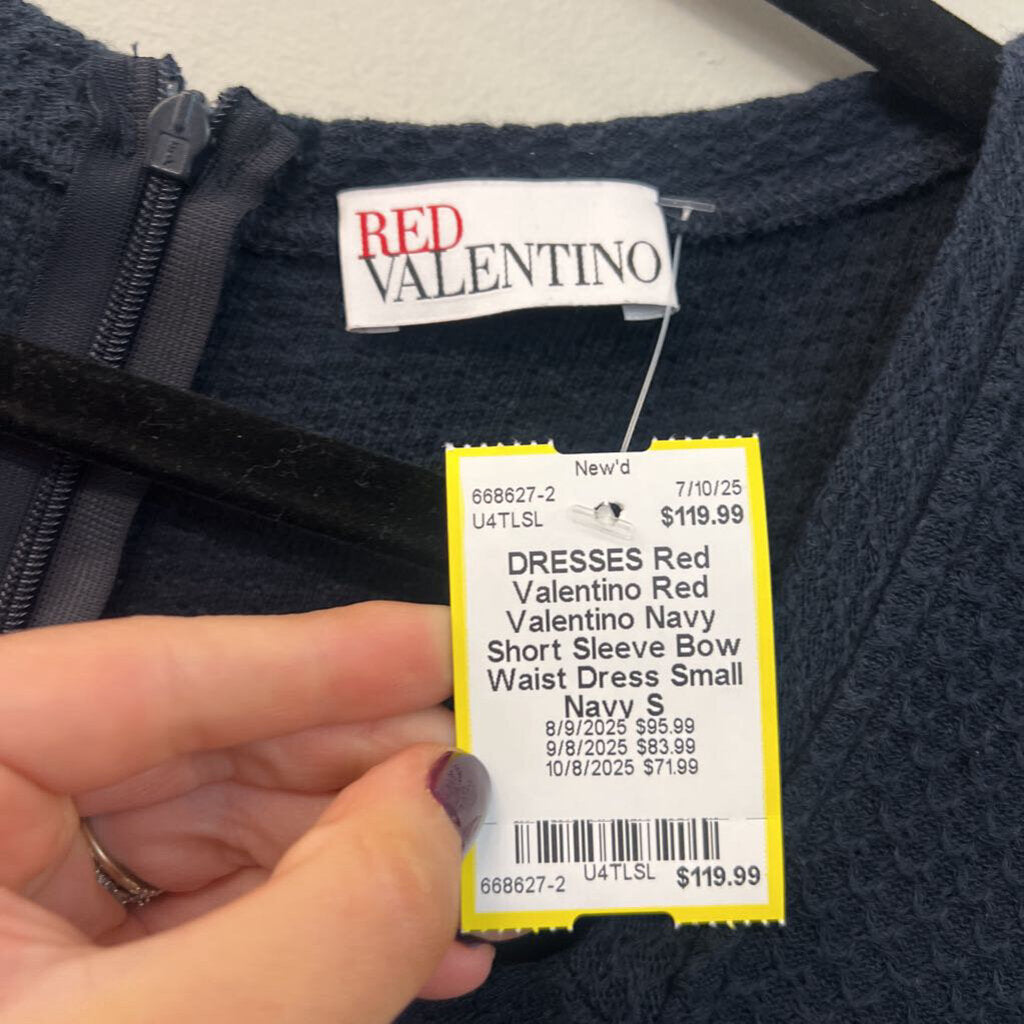 RED
VALENTINO
New'd
668627-2 7/10/25
U4TLSL $119.99
DRESSES Red
Valentino Red
Valentino Navy
Short Sleeve Bow
Waist Dress Small
Navy S
8/9/2025 $95.99
9/8/2025 $83.99
10/8/2025 $71.99
668627-2 U4TLSL $119.99